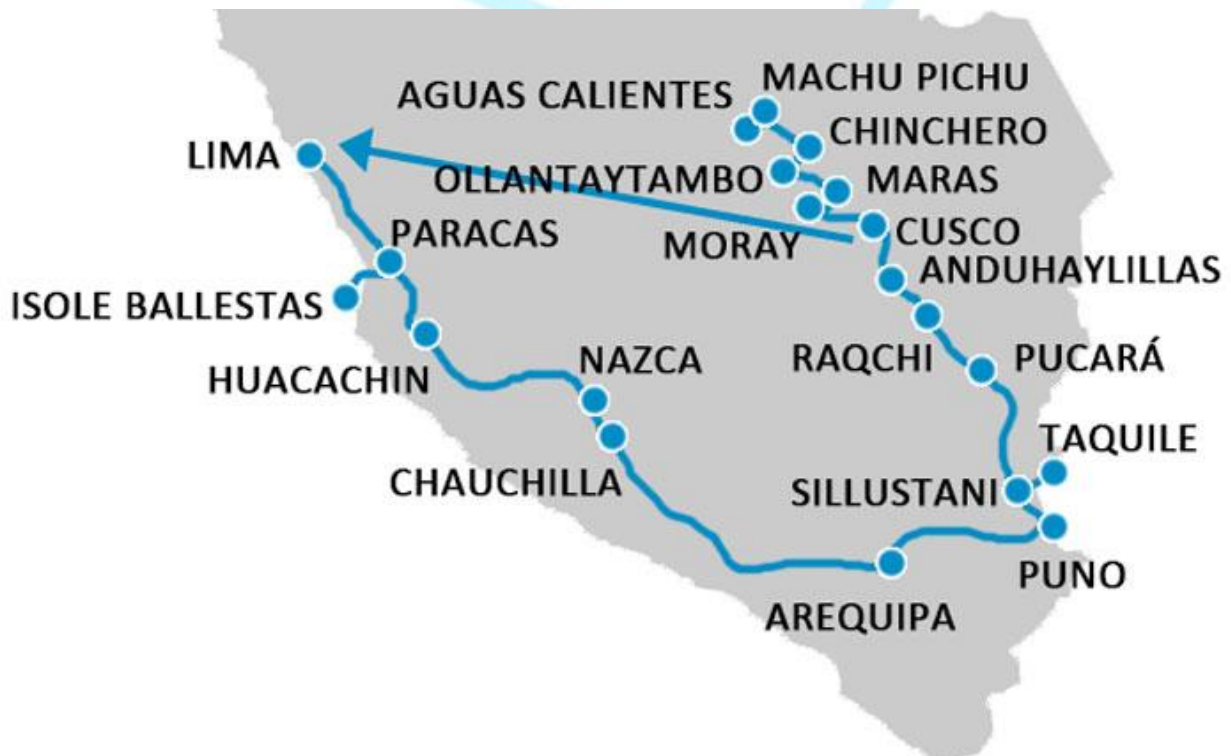 MACHU PICHU
AGUAS CALIENTES
CHINCHERO
LIMA
OLLANTAYTAMBO
MARAS
PARACAS
MORAY
CUSCO
ANDUHAYLILLAS
ISOLE BALLESTAS
NAZCA
RAQCHI
PUCARÁ
HUACACHIN
TAQUILE
CHAUCHILLA
SILLUSTANI
PUNO
AREQUIPA